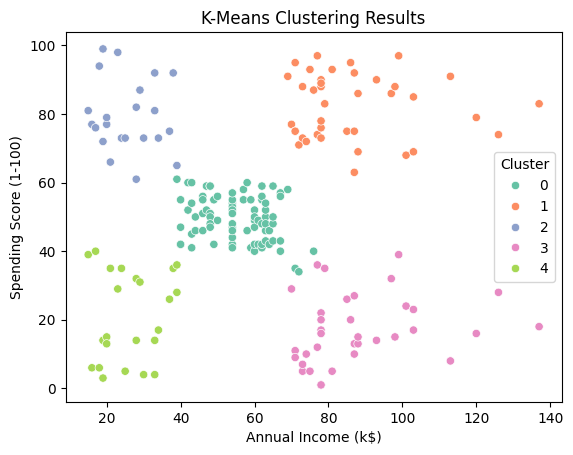 K-Means Clustering Results
Spending Score (1-100)
100
80
60
40
20
0
Cluster
0
1
2
3
4
20 40 60 80 100 120 140
Annual Income (k$)